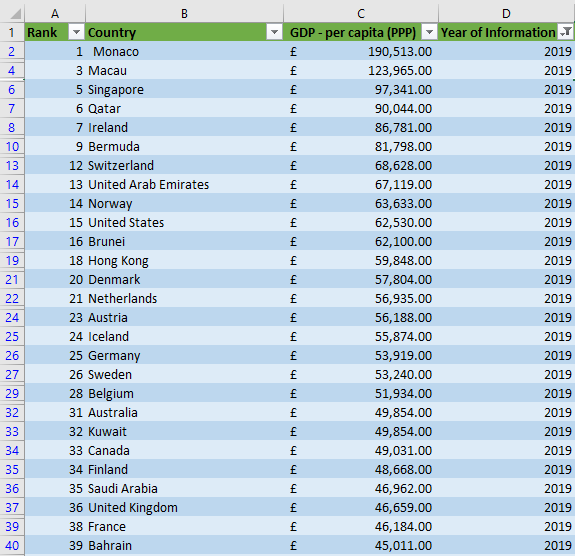 A B C D
1 Rank Country GDP - per capita (PPP) Year of Information
2 1 Monaco £ 190,513.00 2019
4 3 Macau £ 123,965.00 2019
6 5 Singapore £ 97,341.00 2019
7 6 Qatar £ 90,044.00 2019
8 7 Ireland £ 86,781.00 2019
10 9 Bermuda £ 81,798.00 2019
13 12 Switzerland £ 68,628.00 2019
14 13 United Arab Emirates £ 67,119.00 2019
15 14 Norway £ 63,633.00 2019
16 15 United States £ 62,530.00 2019
17 16 Brunei £ 62,100.00 2019
19 18 Hong Kong £ 59,848.00 2019
21 20 Denmark £ 57,804.00 2019
22 21 Netherlands £ 56,935.00 2019
24 23 Austria £ 56,188.00 2019
25 24 Iceland £ 55,874.00 2019
26 25 Germany £ 53,919.00 2019
27 26 Sweden £ 53,240.00 2019
29 28 Belgium £ 51,934.00 2019
32 31 Australia £ 49,854.00 2019
33 32 Kuwait £ 49,854.00 2019
34 33 Canada £ 49,031.00 2019
35 34 Finland £ 48,668.00 2019
36 35 Saudi Arabia £ 46,962.00 2019
37 36 United Kingdom £ 46,659.00 2019
39 38 France £ 46,184.00 2019
40 39 Bahrain £ 45,011.00 2019